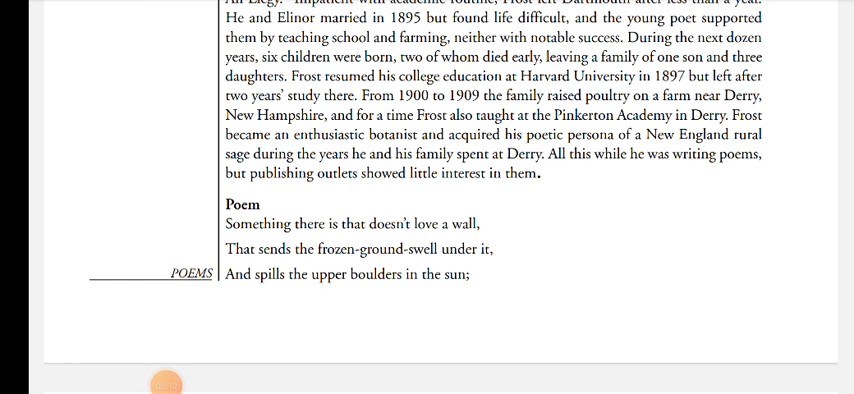 He and Elinor married in 1895 but found life difficult, and the young poet supported
them by teaching school and farming, neither with notable success. During the next dozen
years, six children were born, two of whom died early, leaving a family of one son and three
daughters. Frost resumed his college education at Harvard University in 1897 but left after
two years’ study there. From 1900 to 1909 the family raised poultry on a farm near Derry,
New Hampshire, and for a time Frost also taught at the Pinkerton Academy in Derry. Frost
became an enthusiastic botanist and acquired his poetic persona of a New England rural
sage during the years he and his family spent at Derry. All this while he was writing poems,
but publishing outlets showed little interest in them.
Poem
Something there is that doesn’t love a wall,
That sends the frozen-ground-swell under it,
And spills the upper boulders in the sun;
POEMS